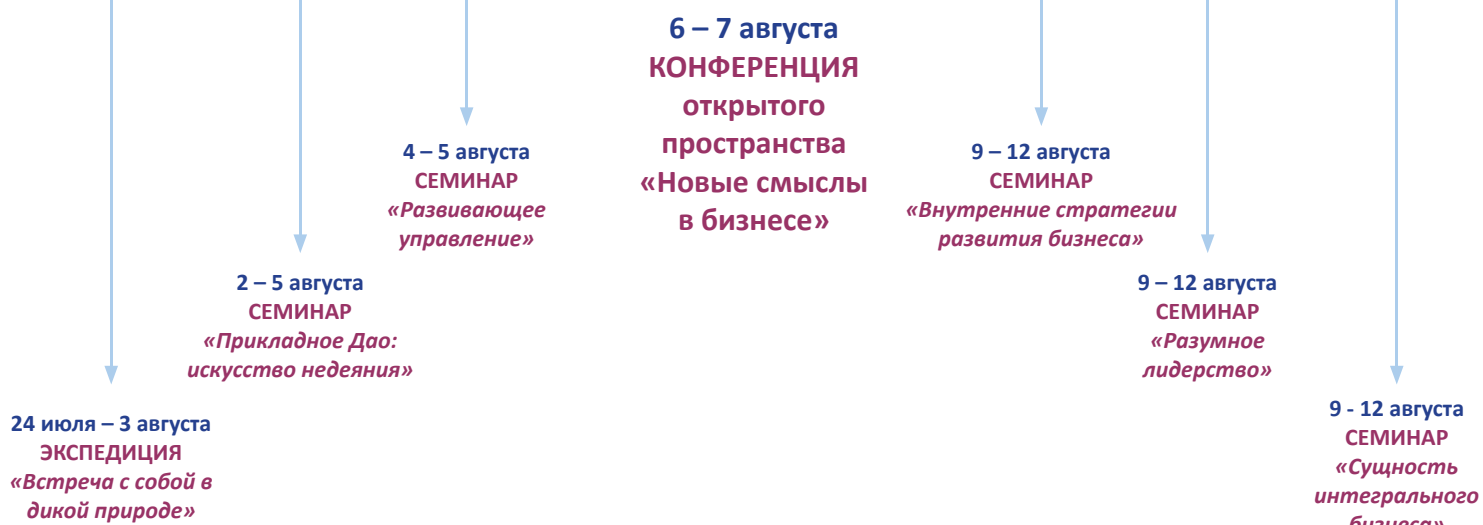 6 – 7 августа
КОНФЕРЕНЦИЯ
открытого
пространства
«Новые смыслы
в бизнесе»
4 – 5 августа
СЕМИНАР
«Развивающее
управление»
9 – 12 августа
СЕМИНАР
«Внутренние стратегии
развития бизнеса»
2 – 5 августа
СЕМИНАР
«Прикладное Дао:
искусство недеяния»
9 – 12 августа
СЕМИНАР
«Разумное
лидерство»
24 июля – 3 августа
ЭКСПЕДИЦИЯ
«Встреча с собой в
дикой природе»
9 - 12 августа
СЕМИНАР
«Сущность
интегрального
бизнеса»